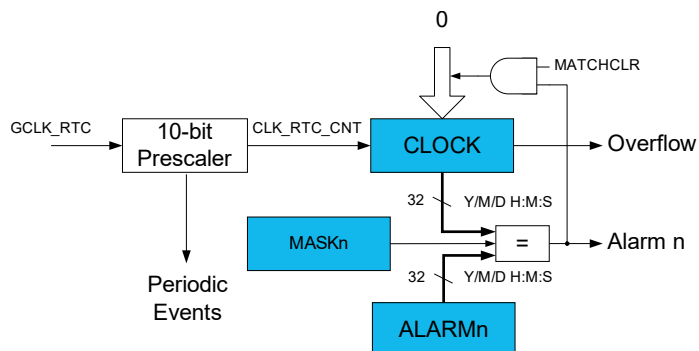 0
MATCHCLR
GCLK_RTC
10-bit
Prescaler
CLK_RTC_CNT
CLOCK
Overflow
32
Y/M/D H:M:S
MASKn
=
Alarm n
32
Y/M/D H:M:S
Periodic
Events
ALARMn